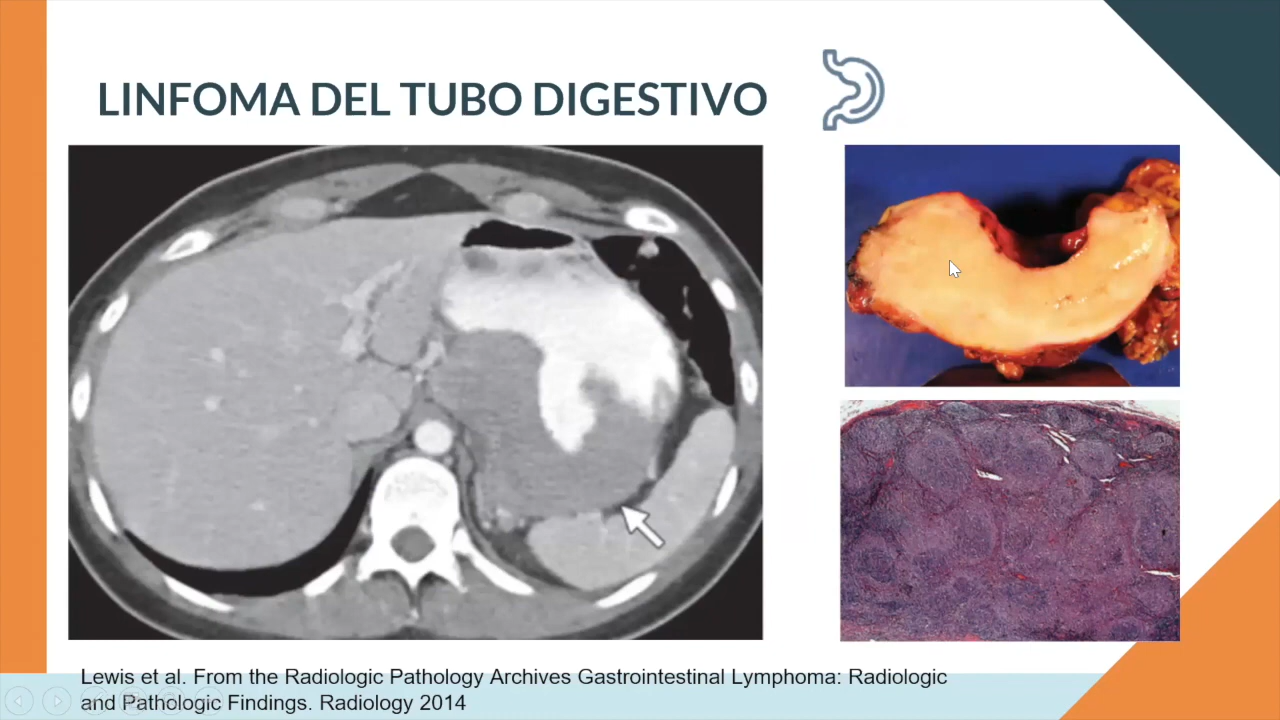 LINFOMA DEL TUBO DIGESTIVO
Lewis et al. From the Radiologic Pathology Archives Gastrointestinal Lymphoma: Radiologic
and Pathologic Findings. Radiology 2014